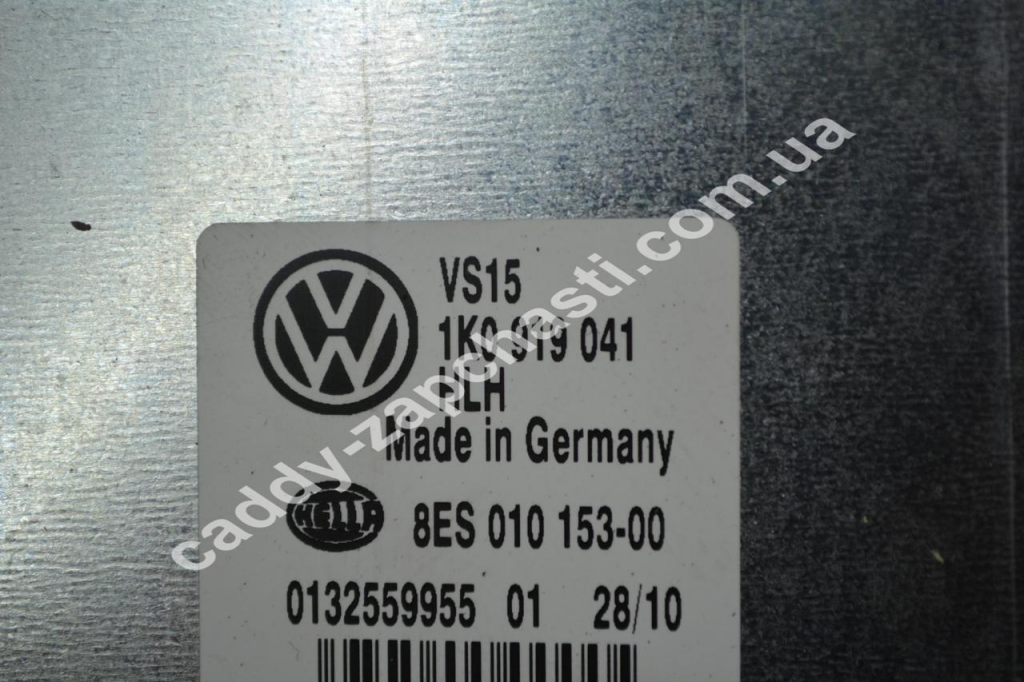 VS15
1K0 919 041
HLH
Made in Germany
HELLA
8ES 010 153-00
0132559955 01 28/10
caddy-zapchasti.com.ua